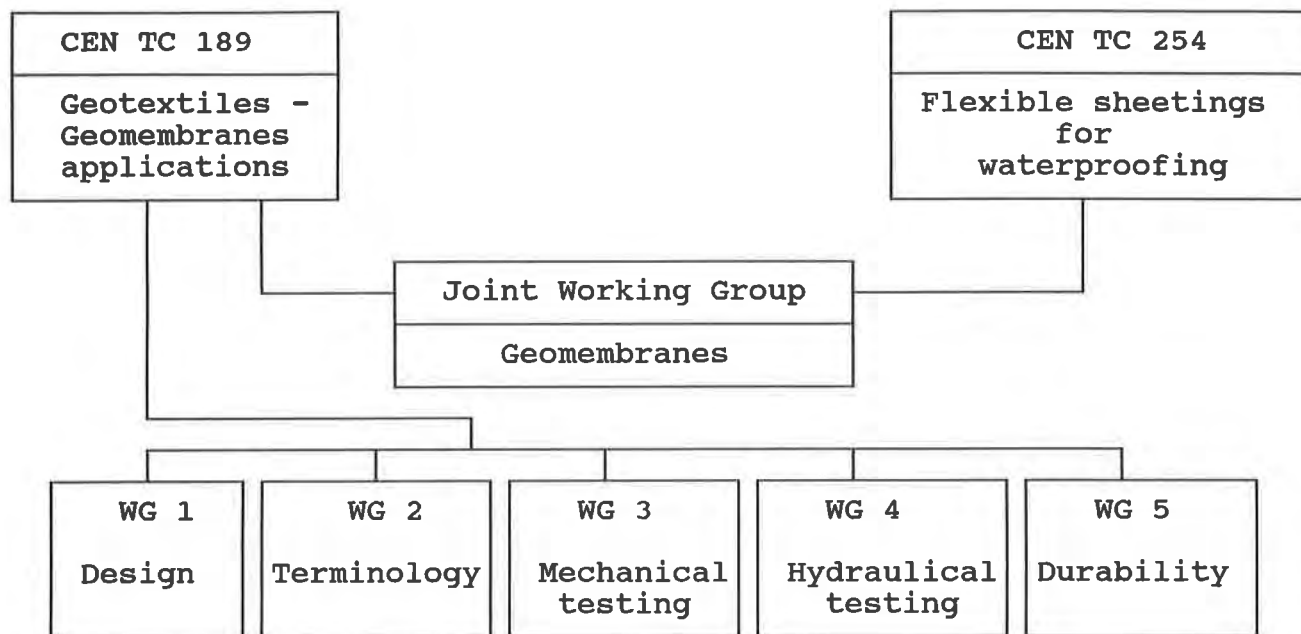 CEN TC 189
Geotextiles -
Geomembranes
applications
CEN TC 254
Flexible sheetings
for
waterproofing
Joint Working Group
Geomembranes
WG 1
Design
WG 2
Terminology
WG 3
Mechanical
testing
WG 4
Hydraulical
testing
WG 5
Durability